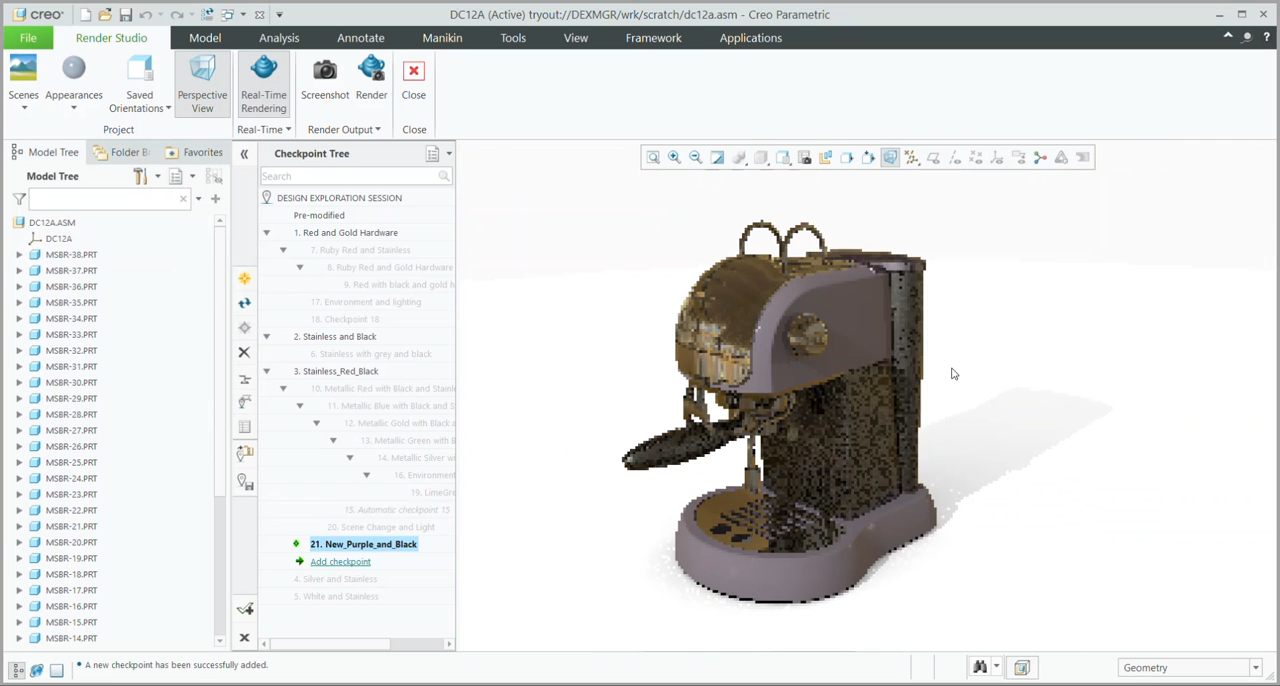 creo
DC12A (Active) tryout://DEXMGR/wrk/scratch/dc12a.asm - Creo Parametric
File
Render Studio
Model
Analysis
Annotate
Manikin
Tools
View
Framework
Applications
Scenes
Appearances
Saved Orientations
Perspective View
Real-Time Rendering
Screenshot
Render
Close
Project
Real-Time
Render Output
Close
Model Tree
Folder B
Favorites
Checkpoint Tree
Model Tree
Search
DC12A.ASM
DC12A
MSBR-38.PRT
MSBR-37.PRT
MSBR-36.PRT
MSBR-35.PRT
MSBR-34.PRT
MSBR-33.PRT
MSBR-32.PRT
MSBR-31.PRT
MSBR-30.PRT
MSBR-29.PRT
MSBR-28.PRT
MSBR-27.PRT
MSBR-26.PRT
MSBR-25.PRT
MSBR-24.PRT
MSBR-23.PRT
MSBR-22.PRT
MSBR-21.PRT
MSBR-20.PRT
MSBR-19.PRT
MSBR-18.PRT
MSBR-17.PRT
MSBR-16.PRT
MSBR-15.PRT
MSBR-14.PRT
DESIGN EXPLORATION SESSION
Pre-modified
1. Red and Gold Hardware
7. Ruby Red and Stainless
8. Ruby Red and Gold Hardware
9. Red with black and gold h
17. Environment and lighting
18. Checkpoint 18
2. Stainless and Black
6. Stainless with grey and black
3. Stainless_Red_Black
10. Metallic Red with Black and Stainl
11. Metallic Blue with Black and S
12. Metallic Gold with Black a
13. Metallic Green with B
14. Metallic Silver wi
16. Environment
19. LimeGre
15. Automatic checkpoint 15
20. Scene Change and Light
21. New_Purple_and_Black
Add checkpoint
4. Silver and Stainless
5. White and Stainless
• A new checkpoint has been successfully added.
Geometry